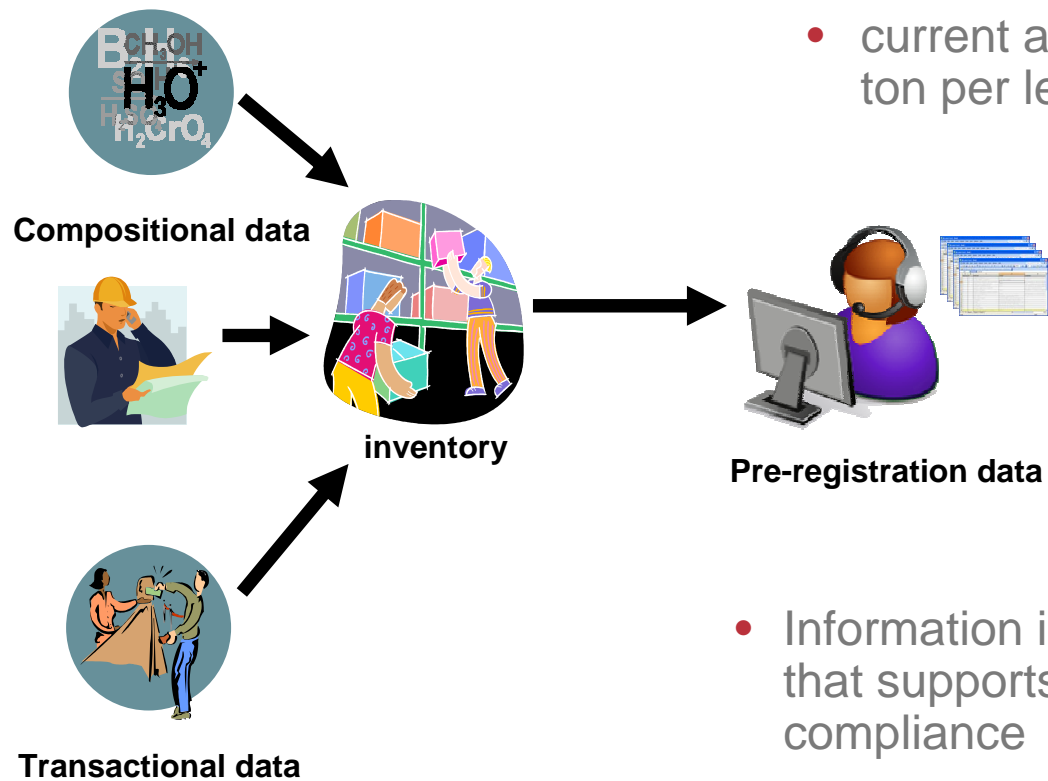 CH₃OH
H₃O⁺
H₂CrO₄
Compositional data
inventory
Pre-registration data
Transactional data
• current a
ton per le
• Information i
that supports
compliance